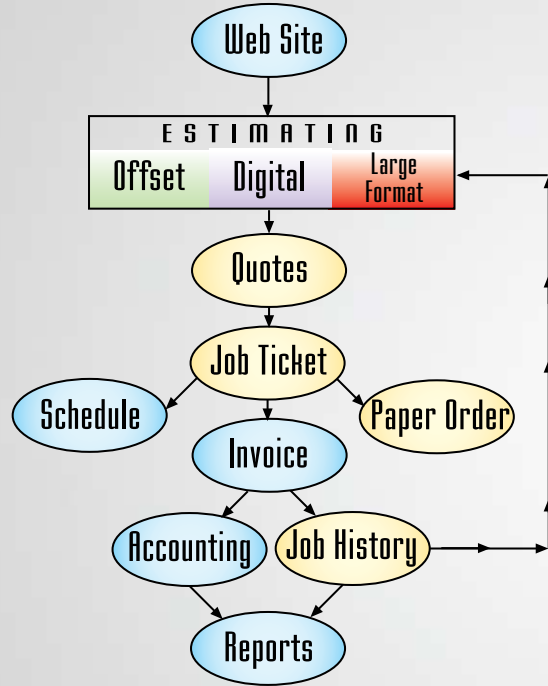 Web Site
ESTIMATING
Offset
Digital
Large
Format
Quotes
Job Ticket
Schedule
Paper Order
Invoice
Accounting
Job History
Reports